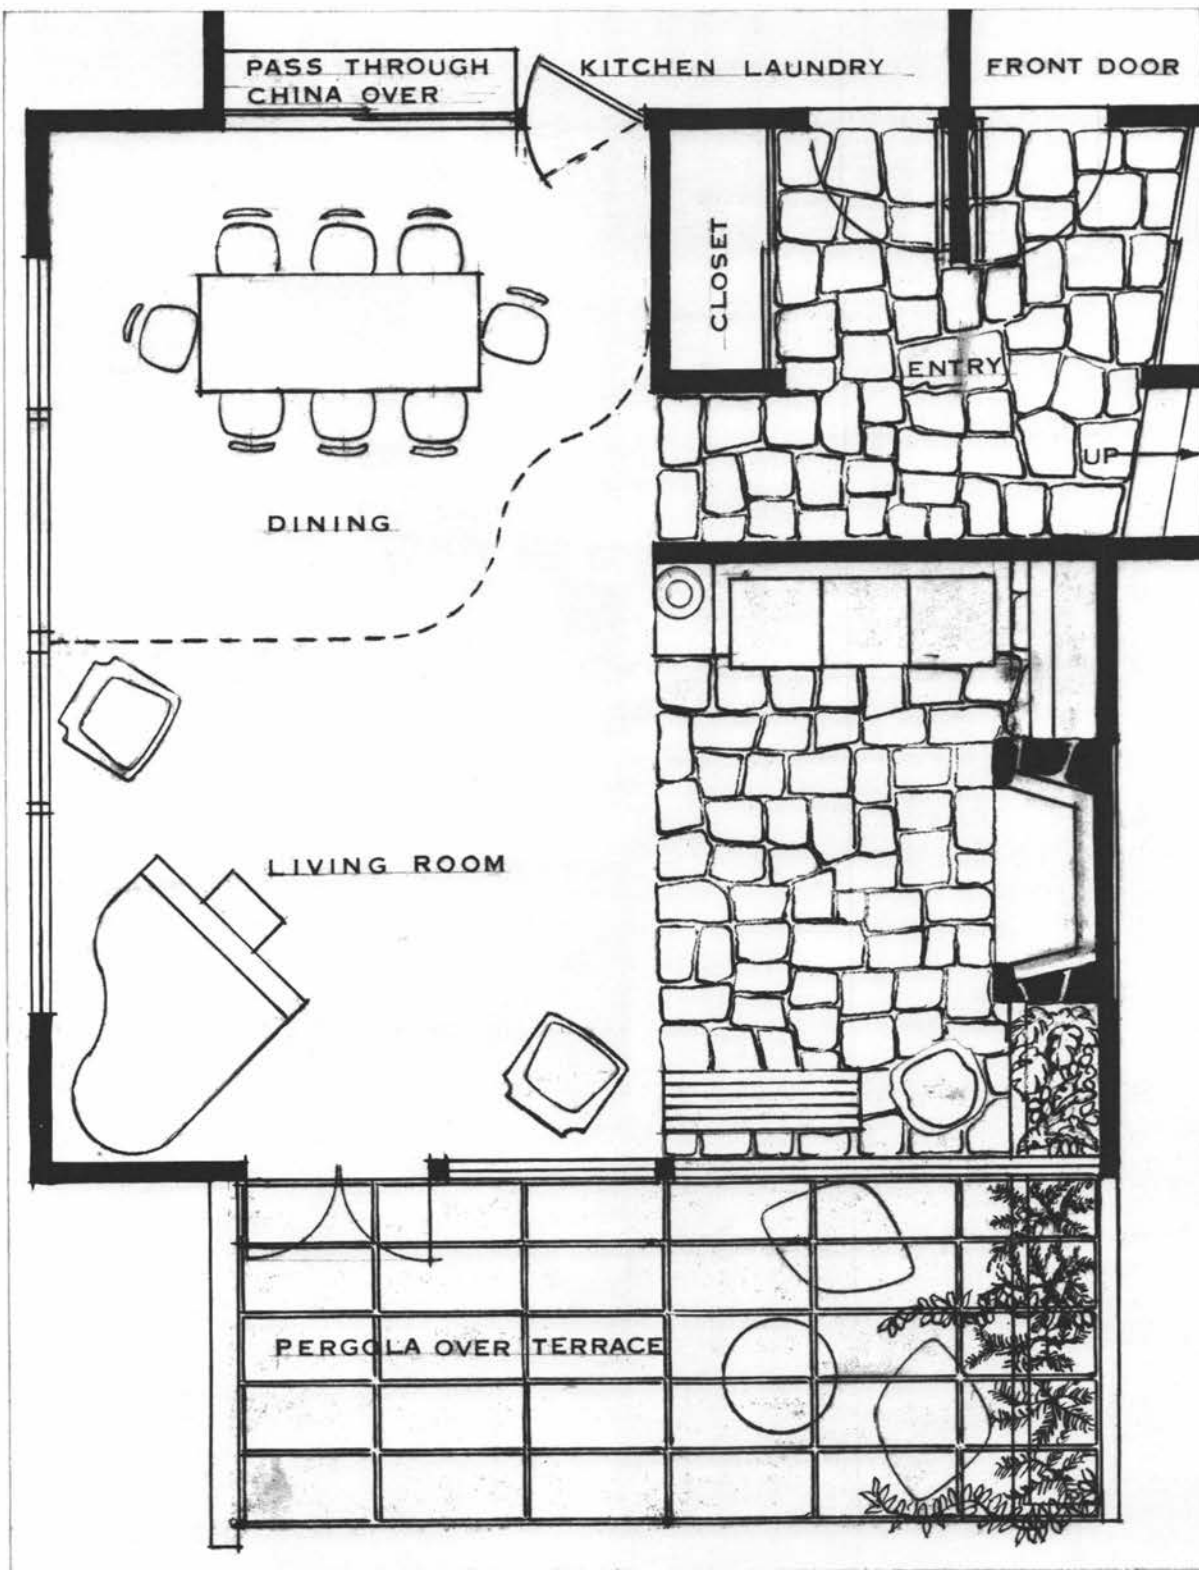 PASS THROUGH
CHINA OVER
KITCHEN LAUNDRY
FRONT DOOR
CLOSET
ENTRY
UP
DINING
LIVING ROOM
PERGOLA OVER TERRACE